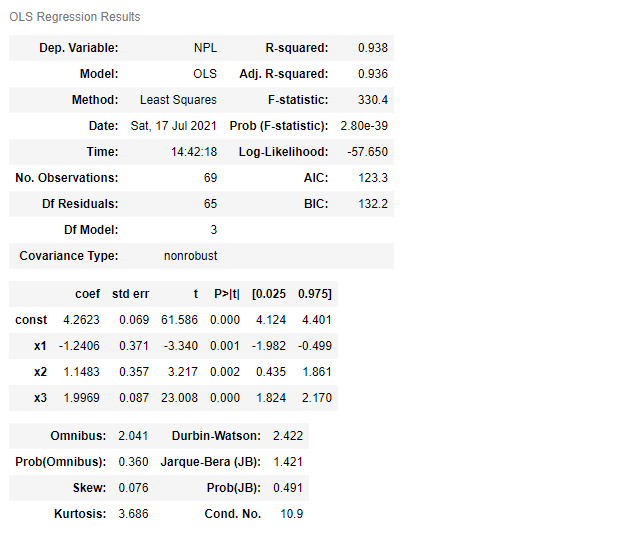 OLS Regression Results
Dep. Variable: NPL R-squared: 0.938
Model: OLS Adj. R-squared: 0.936
Method: Least Squares F-statistic: 330.4
Date: Sat, 17 Jul 2021 Prob (F-statistic): 2.80e-39
Time: 14:42:18 Log-Likelihood: -57.650
No. Observations: 69 AIC: 123.3
Df Residuals: 65 BIC: 132.2
Df Model: 3
Covariance Type: nonrobust
coef std err t P>|t| [0.025 0.975]
const 4.2623 0.069 61.586 0.000 4.124 4.401
x1 -1.2406 0.371 -3.340 0.001 -1.982 -0.499
x2 1.1483 0.357 3.217 0.002 0.435 1.861
x3 1.9969 0.087 23.008 0.000 1.824 2.170
Omnibus: 2.041 Durbin-Watson: 2.422
Prob(Omnibus): 0.360 Jarque-Bera (JB): 1.421
Skew: 0.076 Prob(JB): 0.491
Kurtosis: 3.686 Cond. No. 10.9